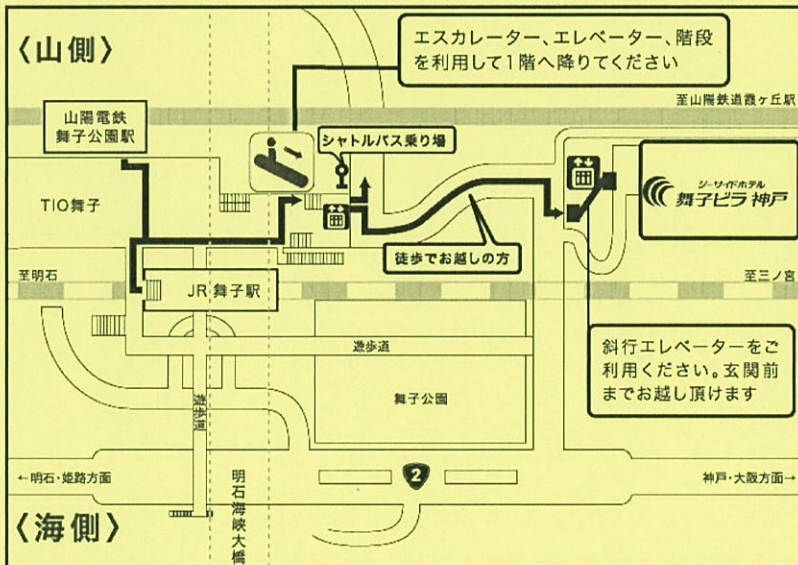 〈山側〉
エスカレーター、エレベーター、階段
を利用して1階へ降りてください
至山陽鉄道霞ヶ丘駅
山陽電鉄
舞子公園駅
シャトルバス乗り場
TIO舞子
シーサイドホテル
舞子ビラ 神戸
徒歩でお越しの方
至明石
JR 舞子駅
至三ノ宮
遊歩道
斜行エレベーターをご
利用ください。玄関前
までお越し頂けます
舞子公園
遊歩道
←明石・姫路方面
2
神戸・大阪方面→
明石海峡大橋
〈海側〉